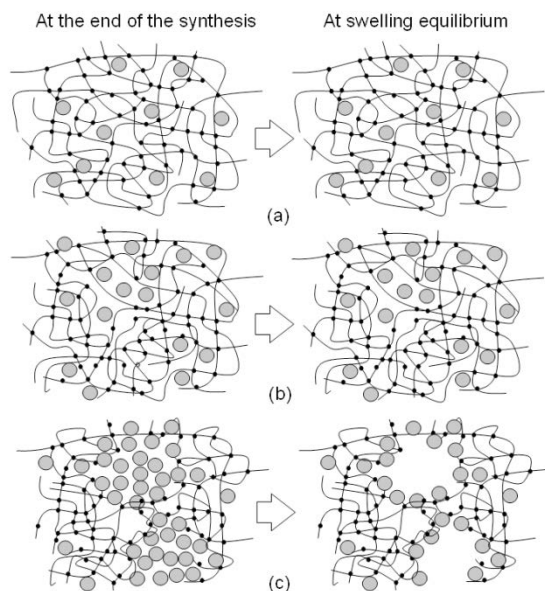 At the end of the synthesis
At swelling equilibrium
(a)
(b)
(c)